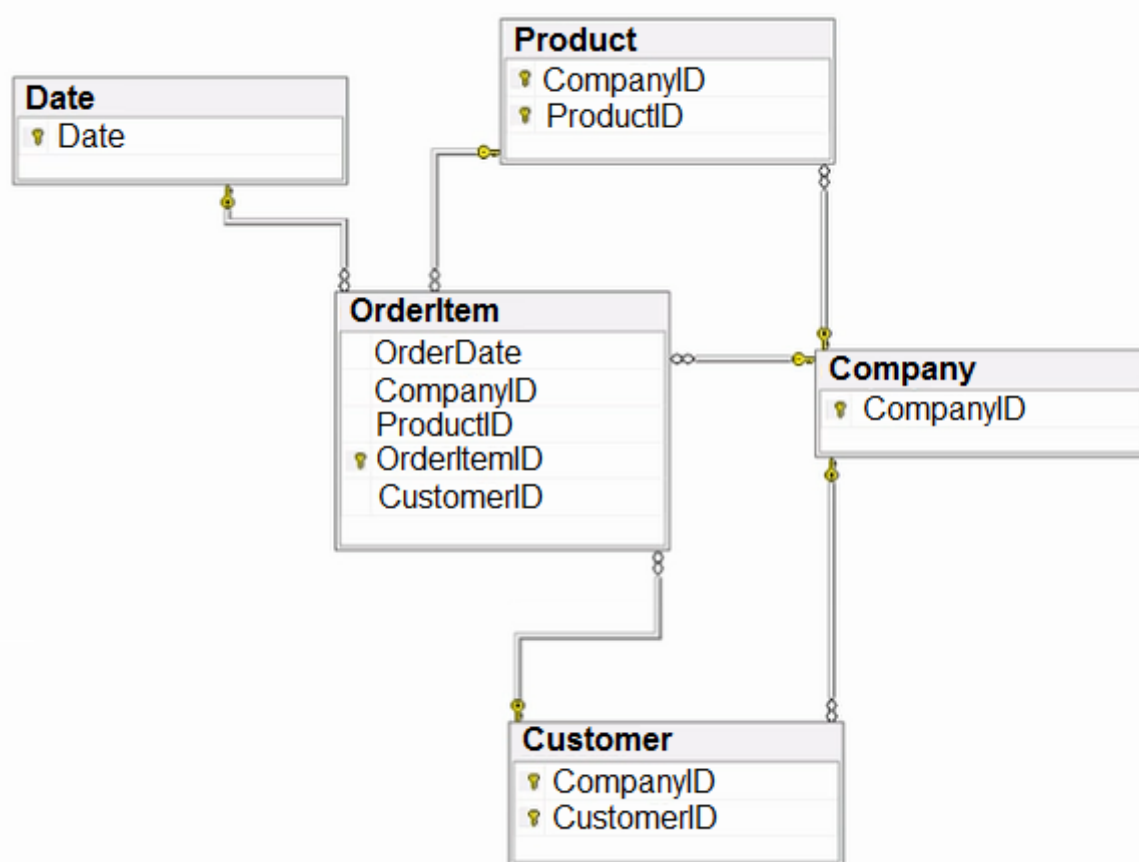 Product
CompanyID
ProductID
Date
Date
OrderItem
OrderDate
CompanyID
ProductID
OrderItemID
CustomerID
Company
CompanyID
Customer
CompanyID
CustomerID